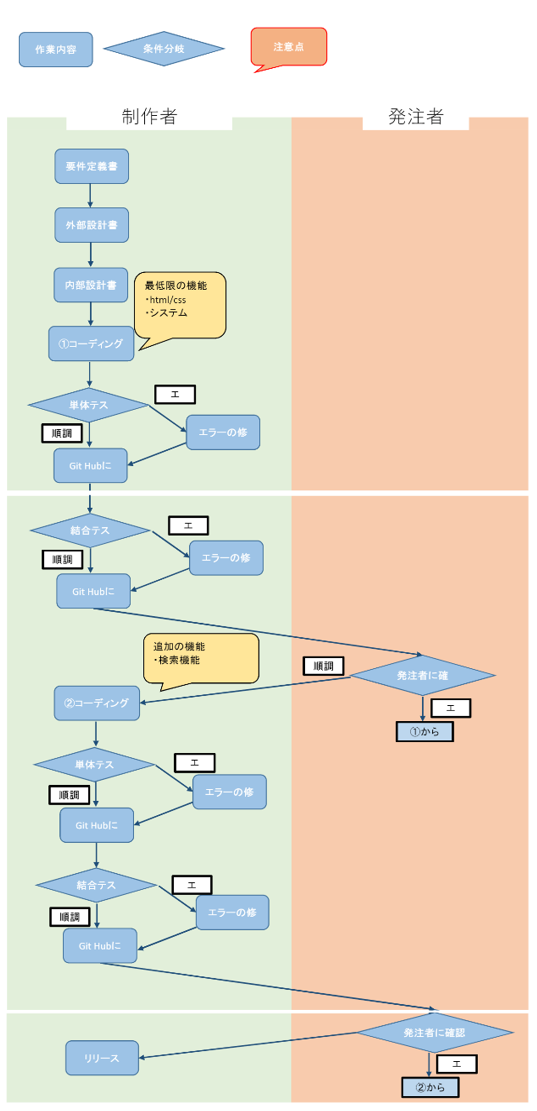 作業内容
条件分岐
注意点
制作者
発注者
要件定義書
外部設計書
内部設計書
最低限の機能
・html/css
・システム
①コーディング
単体テス
エ
順調
エラーの修
Git Hubに
結合テス
エ
順調
エラーの修
Git Hubに
追加の機能
・検索機能
順調
発注者に確
エ
①から
②コーディング
単体テス
エ
順調
エラーの修
Git Hubに
結合テス
エ
順調
エラーの修
Git Hubに
発注者に確認
リリース
エ
②から